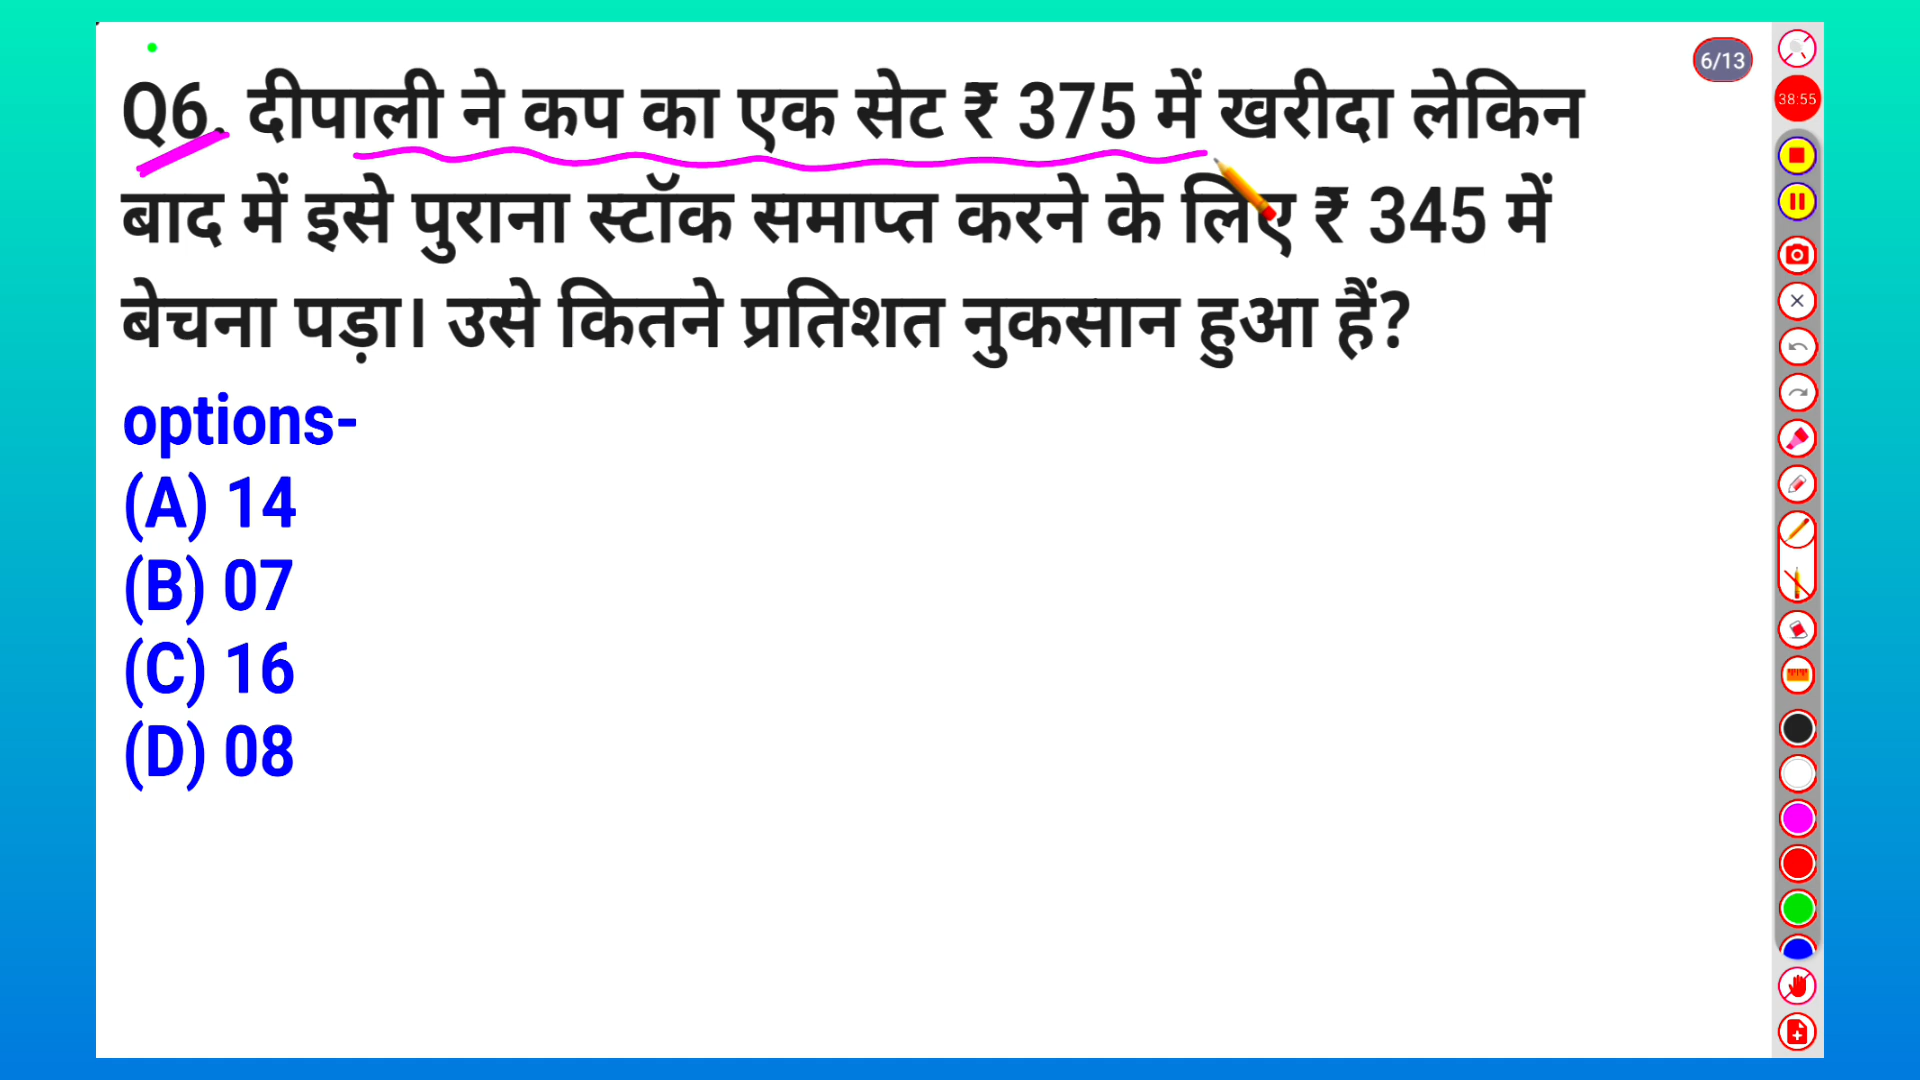 6/13
38:55
Q6. दीपाली ने कप का एक सेट ₹ 375 में खरीदा लेकिन
बाद में इसे पुराना स्टॉक समाप्त करने के लिए ₹ 345 में
बेचना पड़ा। उसे कितने प्रतिशत नुकसान हुआ हैं?
options-
(A) 14
(B) 07
(C) 16
(D) 08